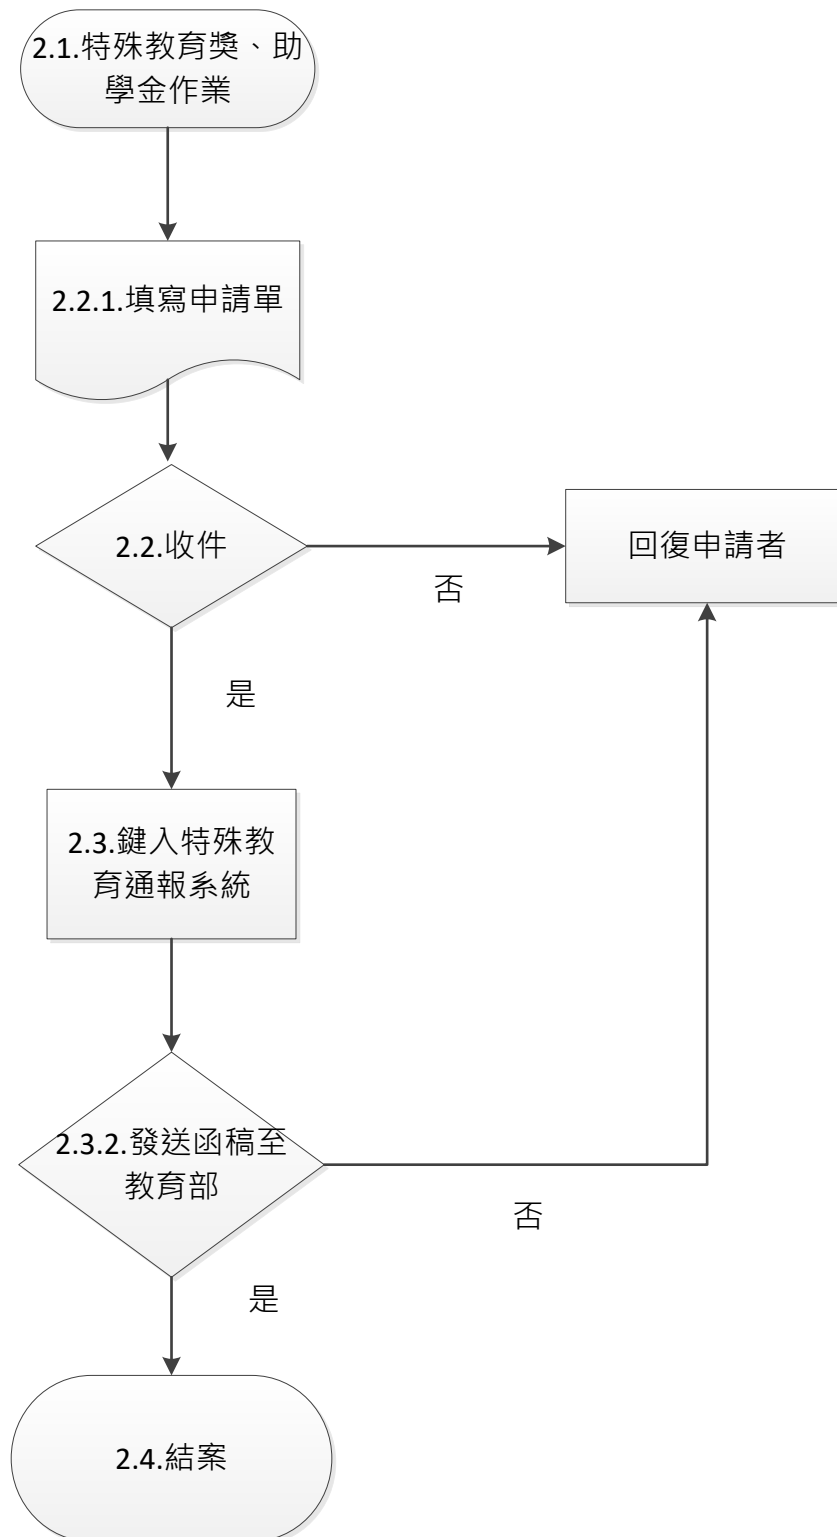 2.1.特殊教育獎、助
學金作業
2.2.1.填寫申請單
2.2.收件
否
回復申請者
是
2.3.鍵入特殊教
育通報系統
2.3.2.發送函稿至
教育部
否
是
2.4.結案